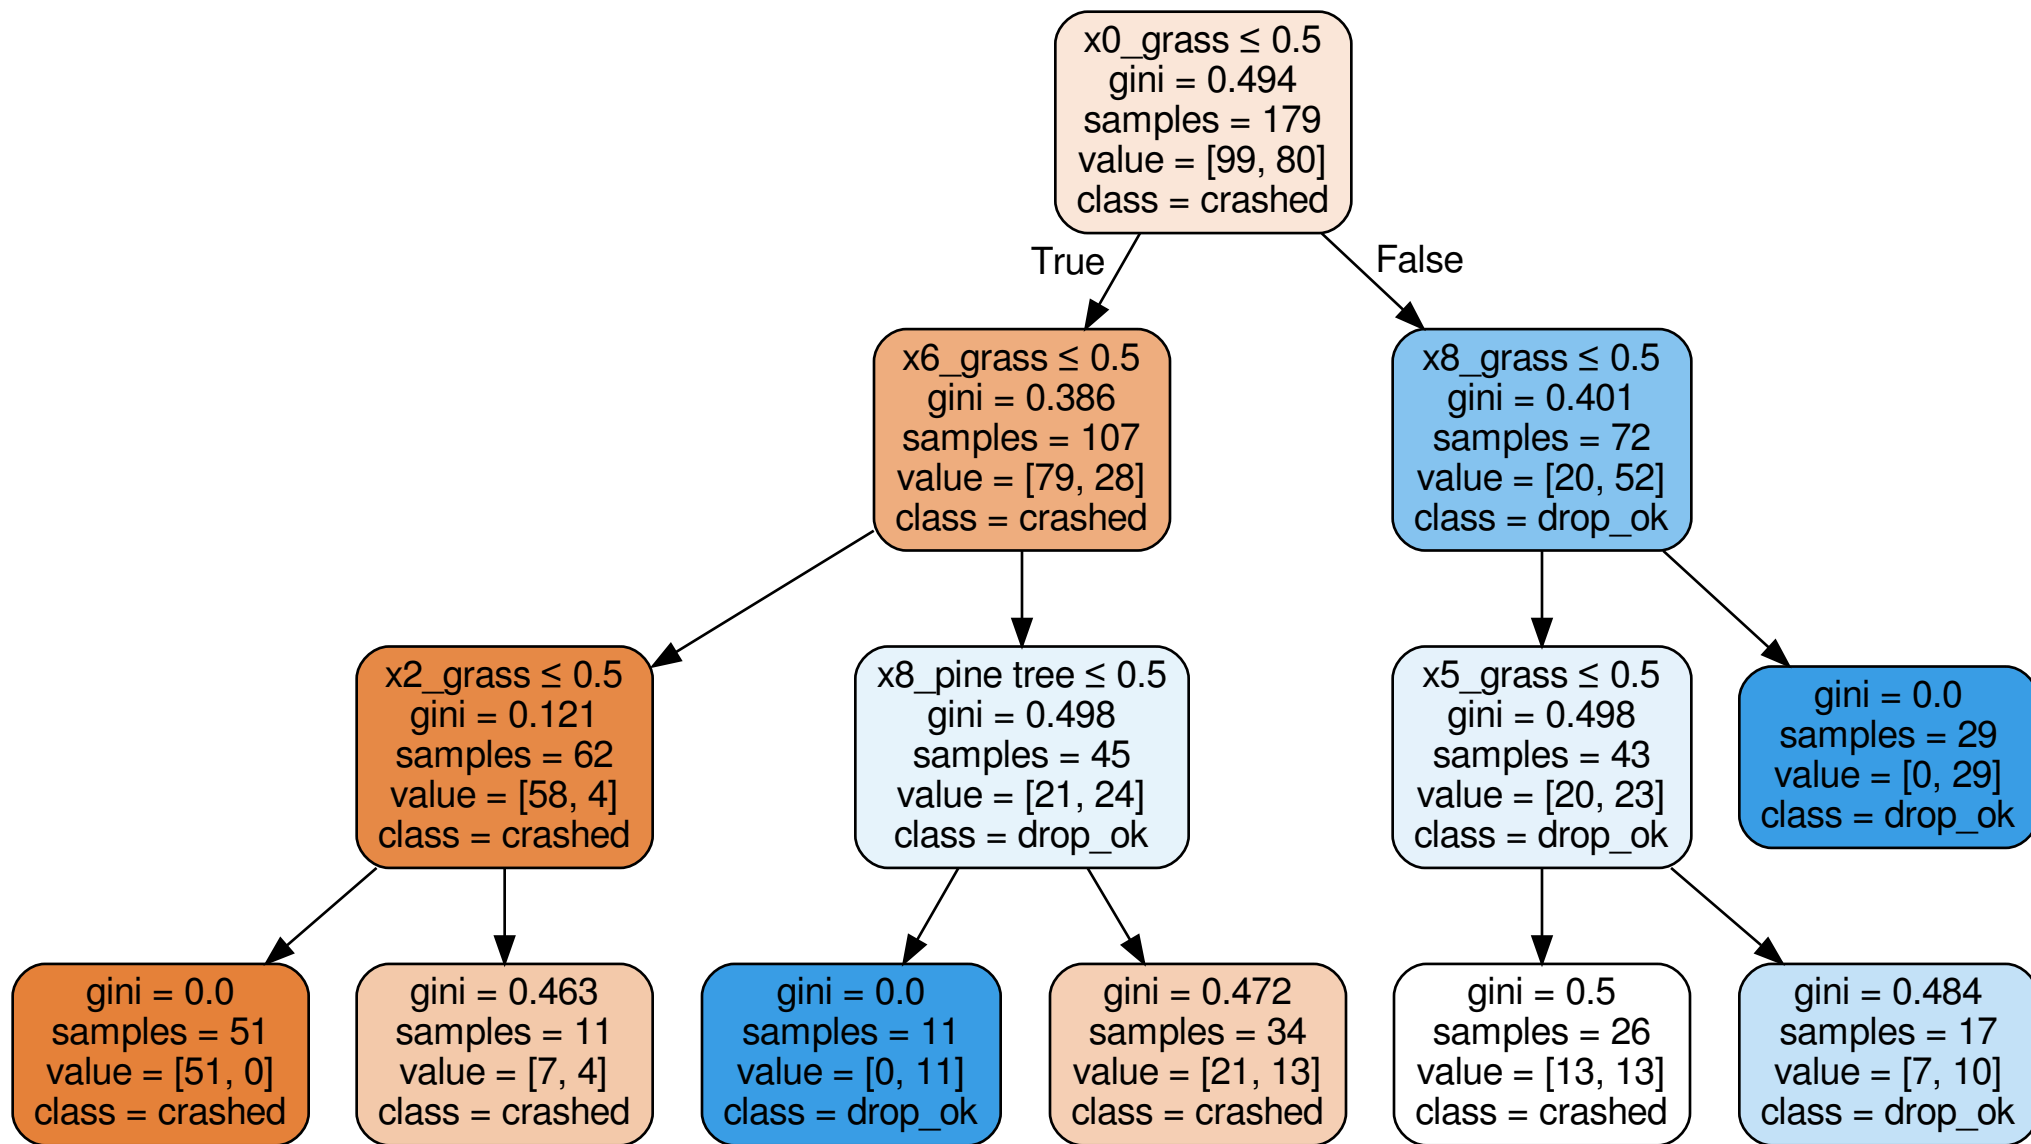 x0_grass ≤ 0.5
gini = 0.494
samples = 179
value = [99, 80]
class = crashed
True
False
x6_grass ≤ 0.5
gini = 0.386
samples = 107
value = [79, 28]
class = crashed
x8_grass ≤ 0.5
gini = 0.401
samples = 72
value = [20, 52]
class = drop_ok
x2_grass ≤ 0.5
gini = 0.121
samples = 62
value = [58, 4]
class = crashed
x8_pine tree ≤ 0.5
gini = 0.498
samples = 45
value = [21, 24]
class = drop_ok
x5_grass ≤ 0.5
gini = 0.498
samples = 43
value = [20, 23]
class = drop_ok
gini = 0.0
samples = 29
value = [0, 29]
class = drop_ok
gini = 0.0
samples = 51
value = [51, 0]
class = crashed
gini = 0.463
samples = 11
value = [7, 4]
class = crashed
gini = 0.0
samples = 11
value = [0, 11]
class = drop_ok
gini = 0.472
samples = 34
value = [21, 13]
class = crashed
gini = 0.5
samples = 26
value = [13, 13]
class = crashed
gini = 0.484
samples = 17
value = [7, 10]
class = drop_ok